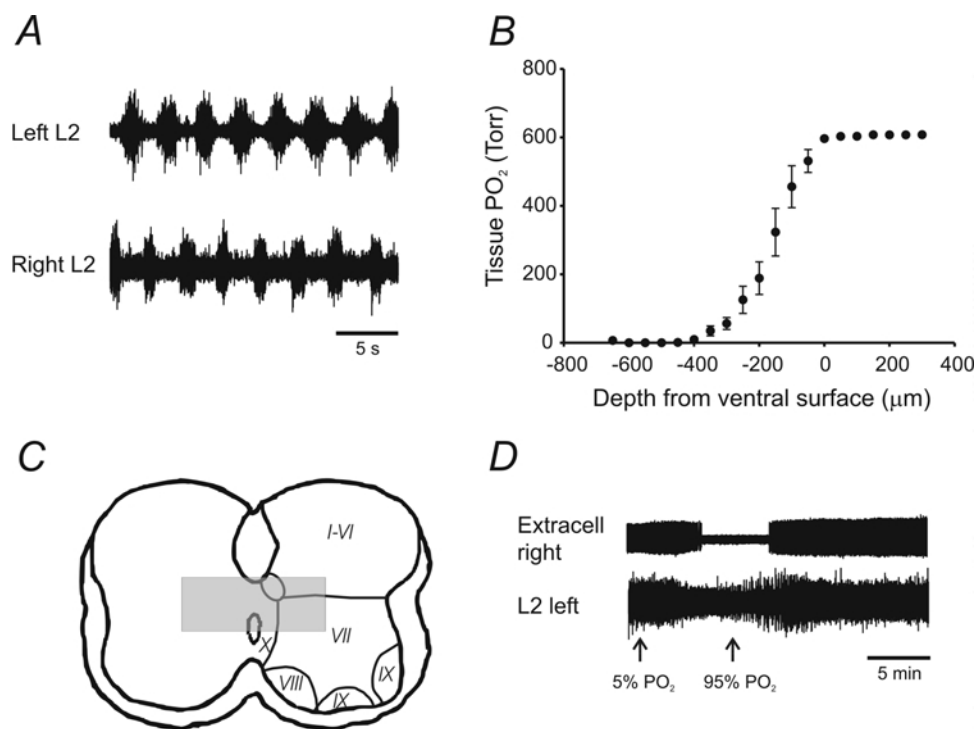 A
Left L2
Right L2
5 s
B
Tissue PO₂ (Torr)
800
600
400
200
0
-800
-600
-400
-200
0
200
400
Depth from ventral surface (μm)
C
I-VI
VII
X
VIII
IX
IX
D
Extracell
right
L2 left
5% PO₂
95% PO₂
5 min